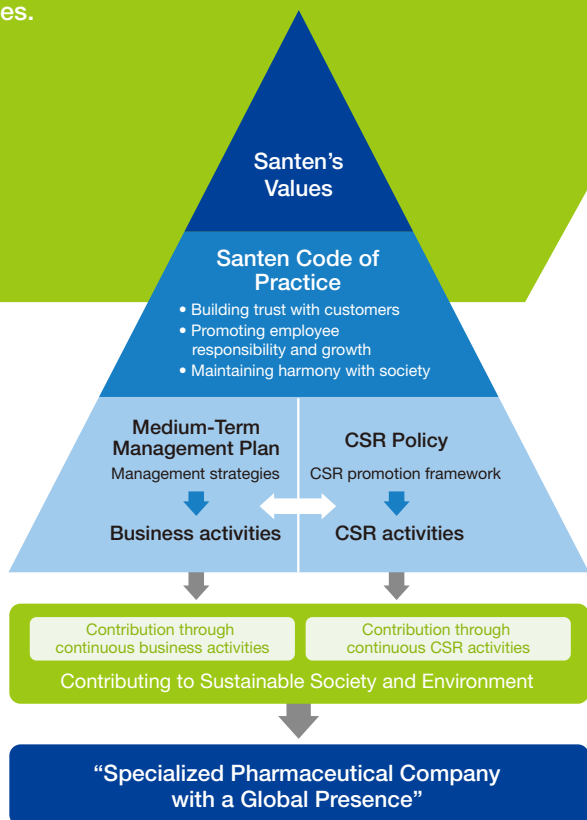 es.
Santen's
Values
Santen Code of
Practice
• Building trust with customers
• Promoting employee
responsibility and growth
• Maintaining harmony with society
Medium-Term
Management Plan
Management strategies
Business activities
CSR Policy
CSR promotion framework
CSR activities
Contribution through
continuous business activities
Contribution through
continuous CSR activities
Contributing to Sustainable Society and Environment
“Specialized Pharmaceutical Company
with a Global Presence”